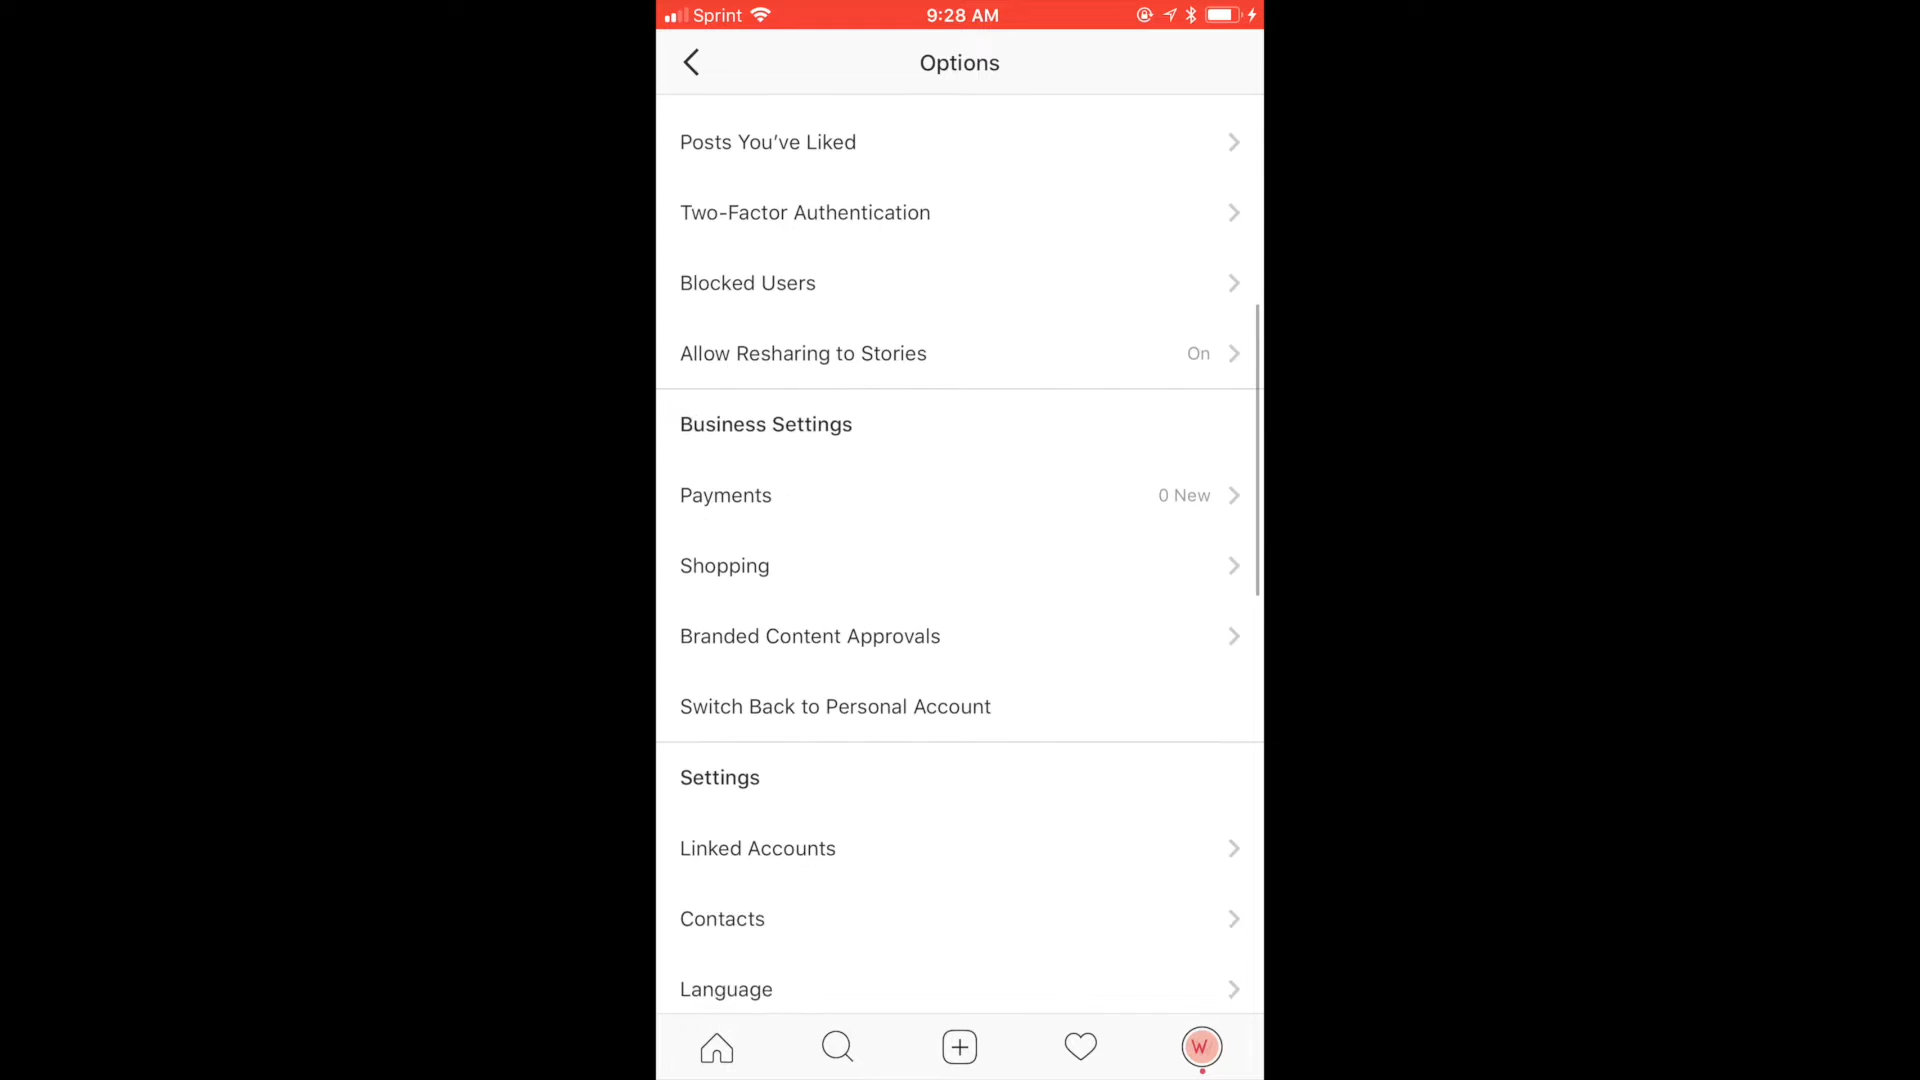 Sprint 9:28 AM
Options
Posts You’ve Liked
Two-Factor Authentication
Blocked Users
Allow Resharing to Stories On
Business Settings
Payments 0 New
Shopping
Branded Content Approvals
Switch Back to Personal Account
Settings
Linked Accounts
Contacts
Language
W